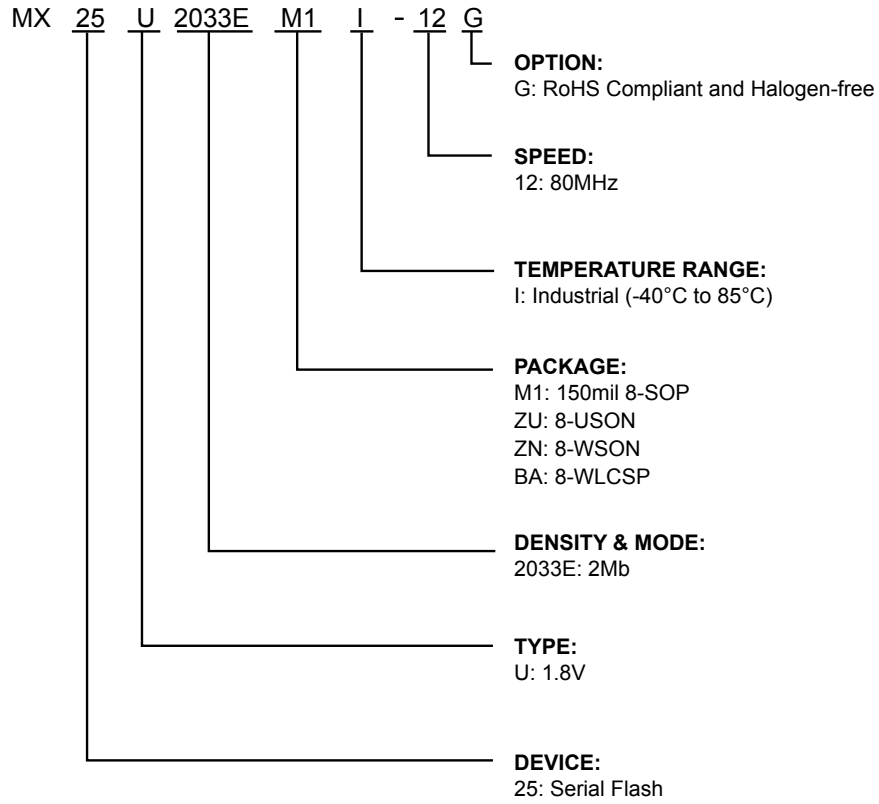 MX 25 U 2033E M1 I - 12 G
OPTION:
G: RoHS Compliant and Halogen-free
SPEED:
12: 80MHz
TEMPERATURE RANGE:
I: Industrial (-40°C to 85°C)
PACKAGE:
M1: 150mil 8-SOP
ZU: 8-USON
ZN: 8-WSON
BA: 8-WLCSP
DENSITY & MODE:
2033E: 2Mb
TYPE:
U: 1.8V
DEVICE:
25: Serial Flash